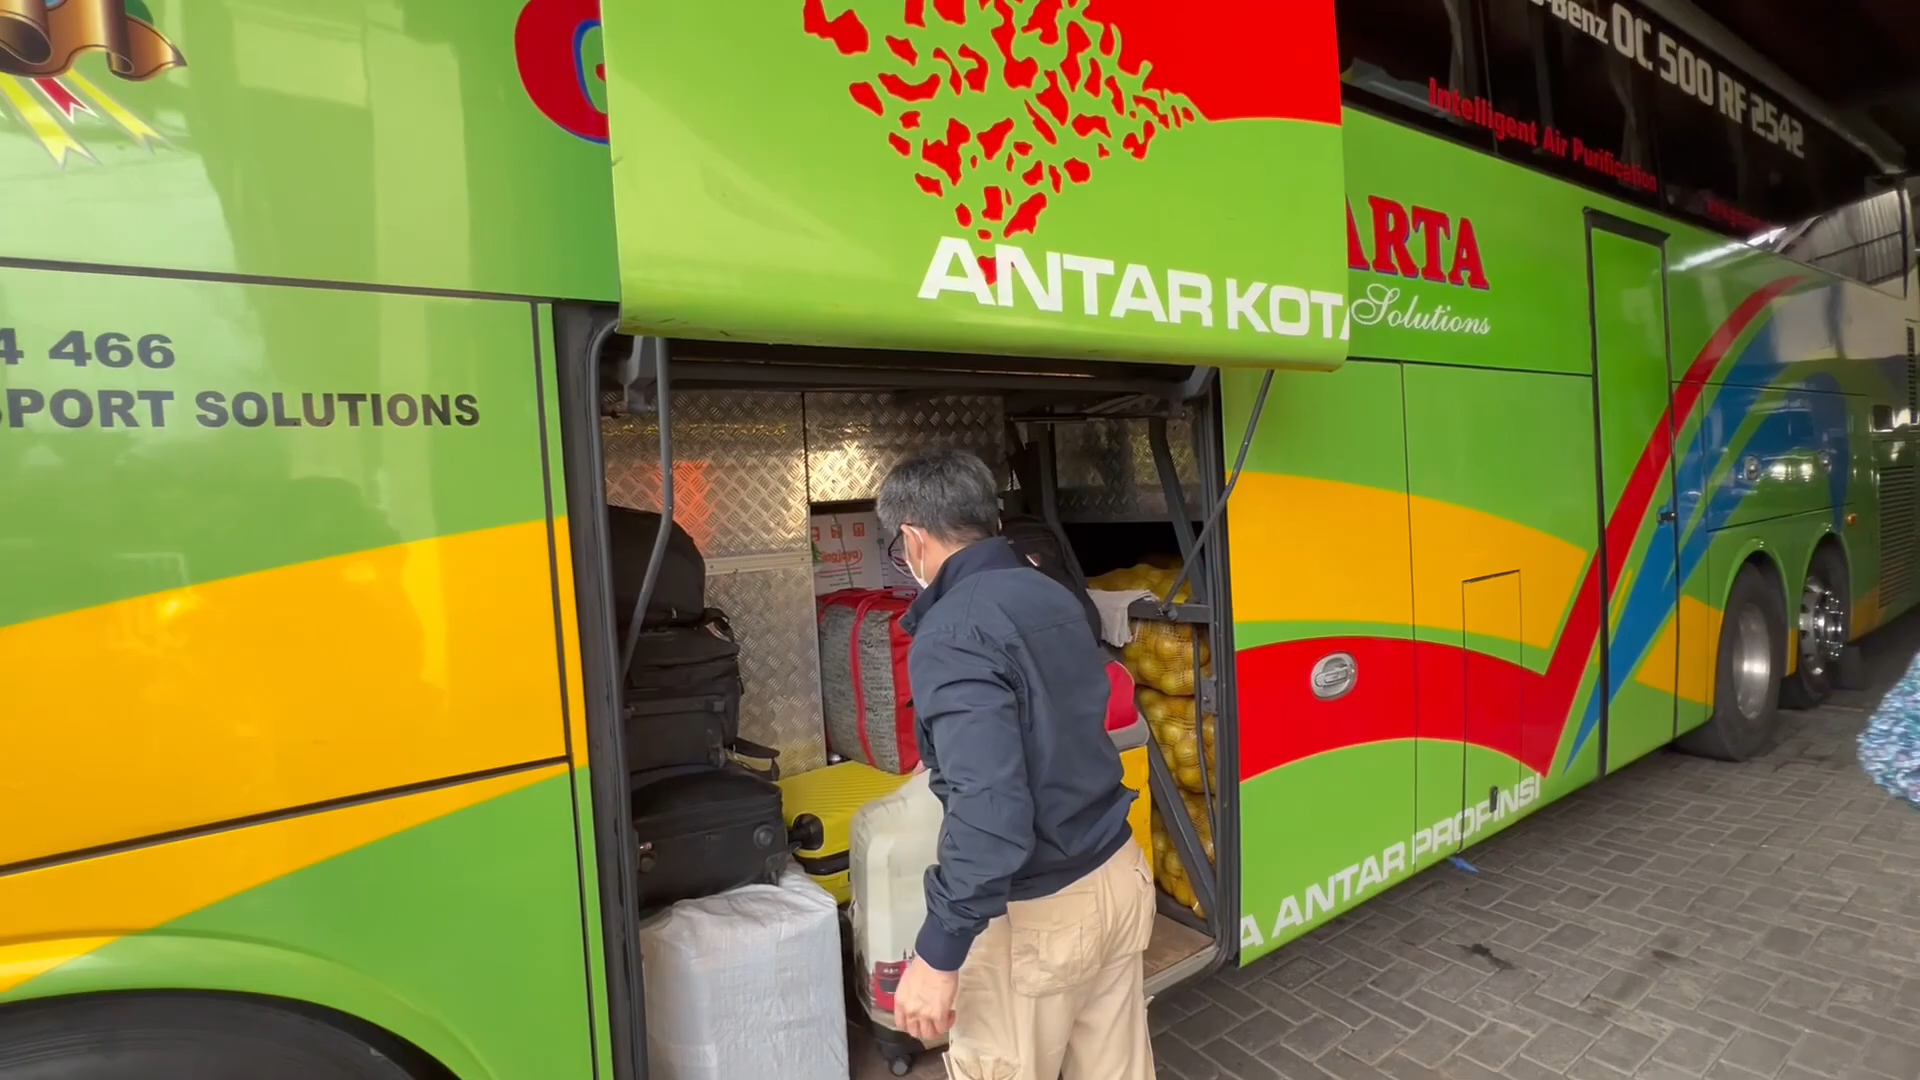 G
ANTAR KOTA
4 466
SPORT SOLUTIONS
-Benz OC 500 RF 2542
Intelligent Air Purification
ARTA
Solutions
A ANTAR PROPINSI